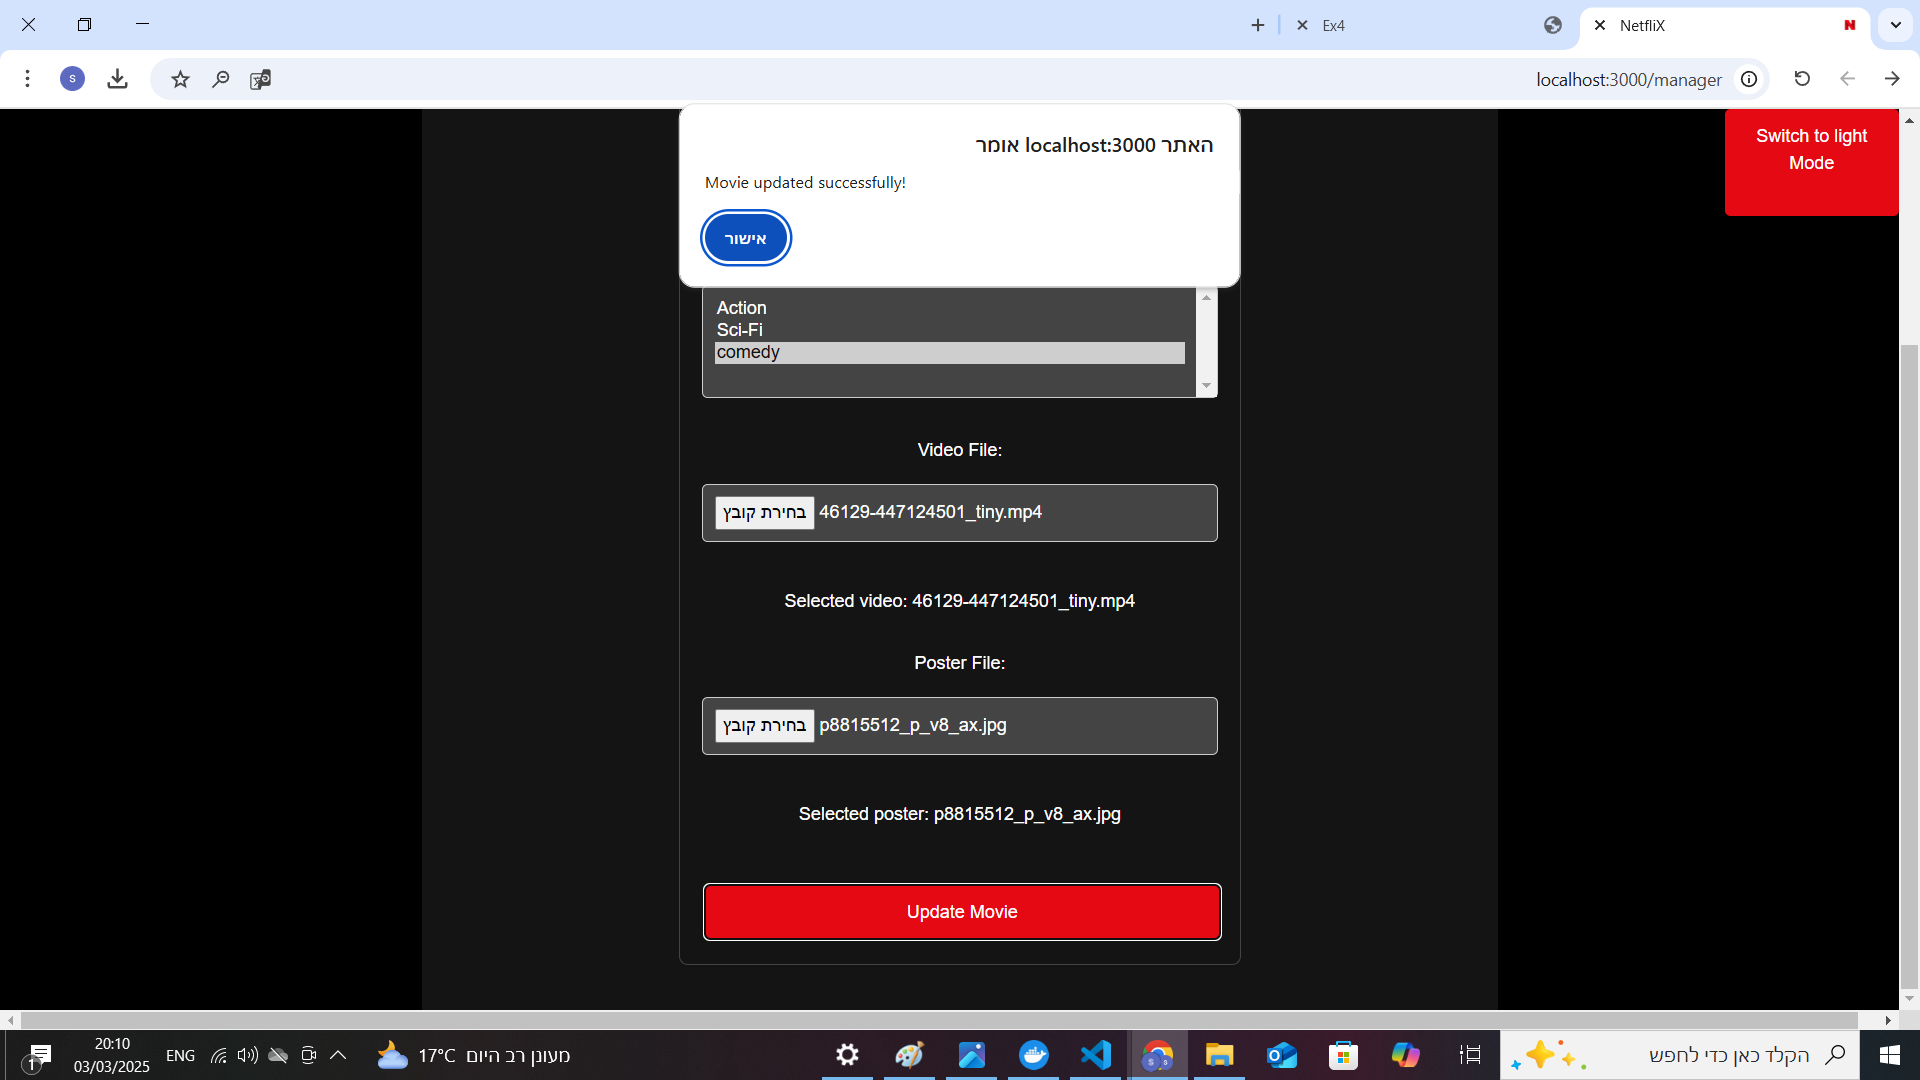 Ex4
NetfliX
N
S
localhost:3000/manager
Switch to light
Mode
האתר localhost:3000 אומר
Movie updated successfully!
אישור
Action
Sci-Fi
comedy
Video File:
בחירת קובץ 46129-447124501_tiny.mp4
Selected video: 46129-447124501_tiny.mp4
Poster File:
בחירת קובץ p8815512_p_v8_ax.jpg
Selected poster: p8815512_p_v8_ax.jpg
Update Movie
1
20:10
03/03/2025
ENG
17°C מעונן רב היום
הקלד כאן כדי לחפש